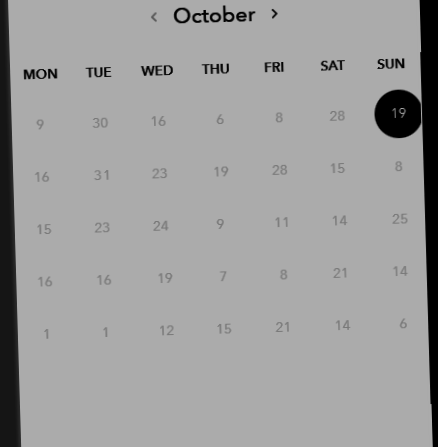 ‹ October ›
MON TUE WED THU FRI SAT SUN
9 30 16 6 8 28 19
16 31 23 19 28 15 8
15 23 24 9 11 14 25
16 16 19 7 8 21 14
1 1 12 15 21 14 6